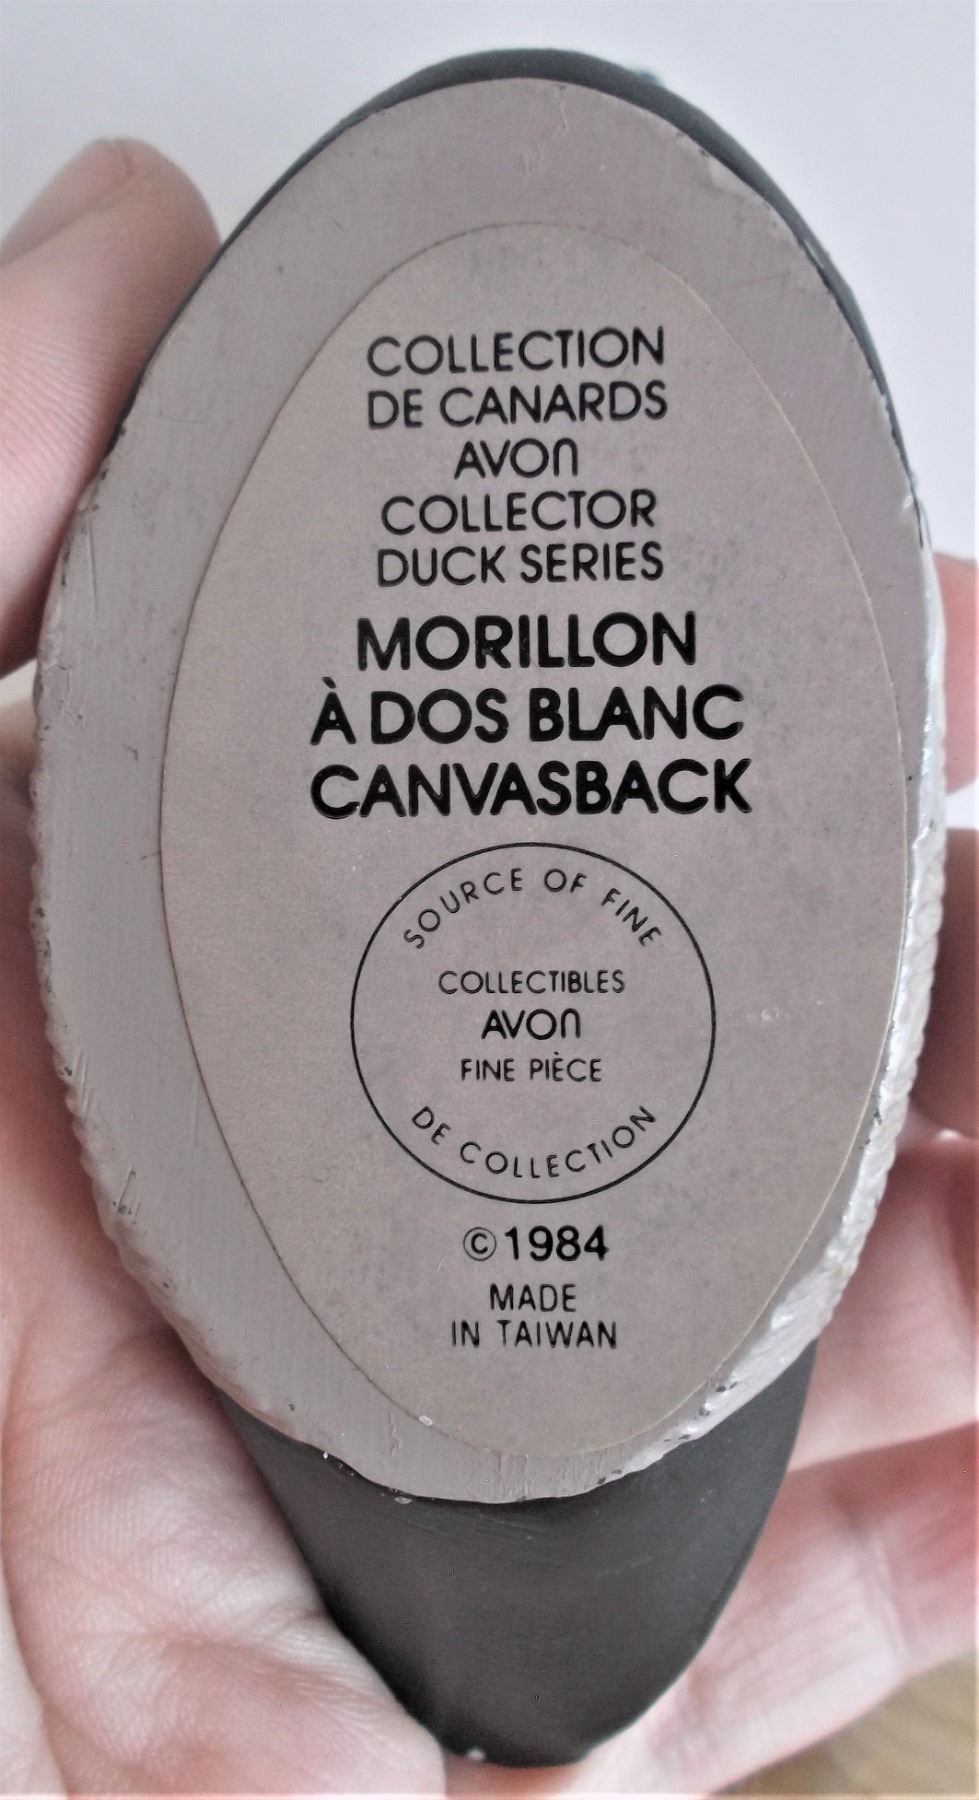 COLLECTION
DE CANARDS
AVON
COLLECTOR
DUCK SERIES
MORILLON
À DOS BLANC
CANVASBACK
SOURCE OF FINE
COLLECTIBLES
AVON
FINE PIÈCE
DE COLLECTION
©1984
MADE
IN TAIWAN